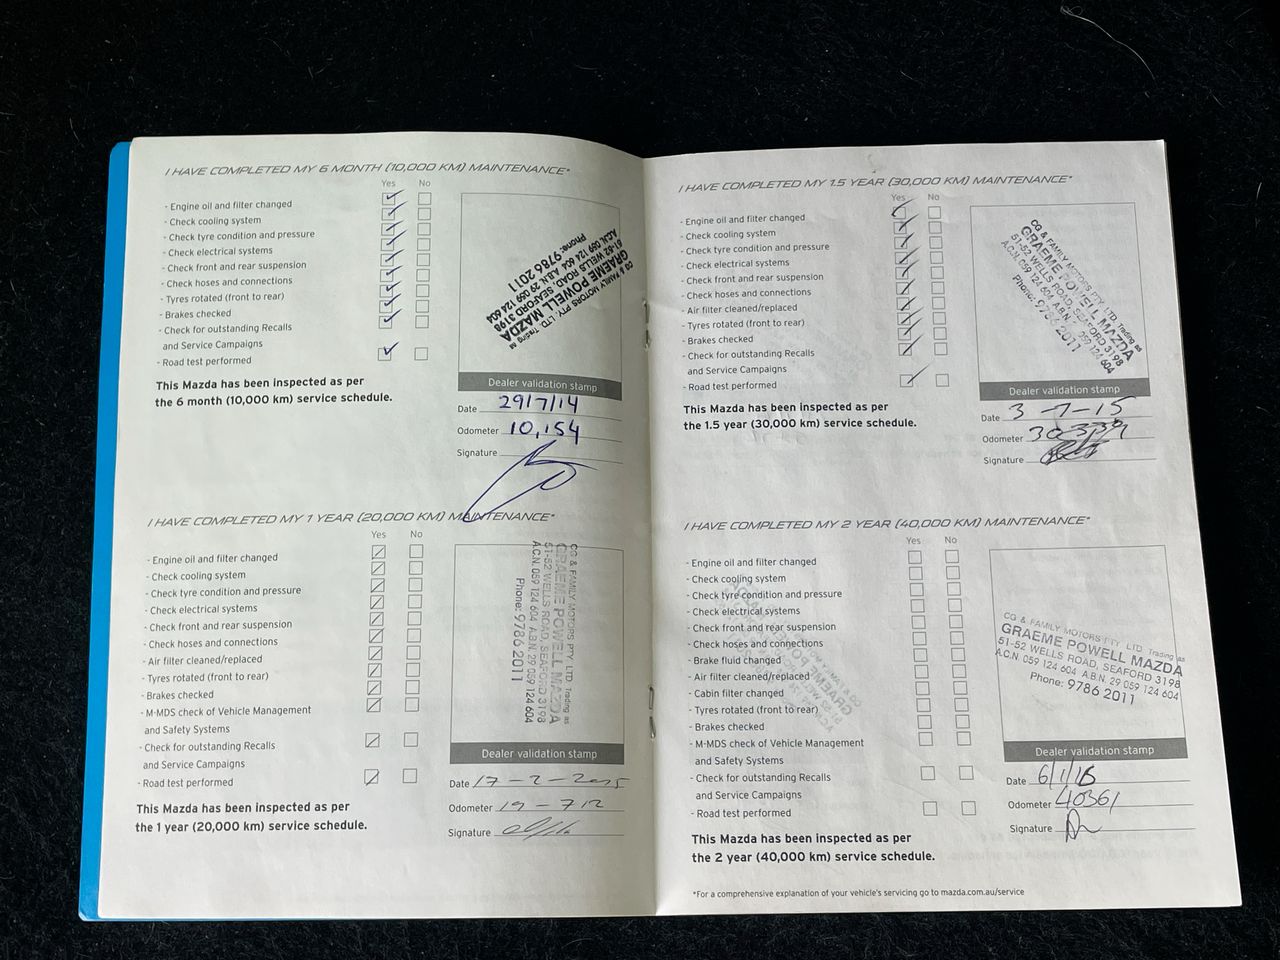 I HAVE COMPLETED MY 6 MONTH (10,000 KM) MAINTENANCE*
Yes No
- Engine oil and filter changed
- Check cooling system
- Check tyre condition and pressure
- Check electrical systems
- Check front and rear suspension
- Check hoses and connections
- Tyres rotated (front to rear)
- Brakes checked
- Check for outstanding Recalls
and Service Campaigns
- Road test performed
This Mazda has been inspected as per
the 6 month (10,000 km) service schedule.
CG & FAMILY MOTORS PTY. LTD. Trading as
GRAEME POWELL MAZDA
51-52 WELLS ROAD, SEAFORD 3198
A.C.N. 059 124 604 A.B.N. 29 059 124 604
Phone: 9786 2011
Dealer validation stamp
Date 29/7/14
Odometer 10,154
Signature
I HAVE COMPLETED MY 1 YEAR (20,000 KM) MAINTENANCE*
Yes No
- Engine oil and filter changed
- Check cooling system
- Check tyre condition and pressure
- Check electrical systems
- Check front and rear suspension
- Check hoses and connections
- Air filter cleaned/replaced
- Tyres rotated (front to rear)
- Brakes checked
- M-MDS check of Vehicle Management
and Safety Systems
- Check for outstanding Recalls
and Service Campaigns
- Road test performed
This Mazda has been inspected as per
the 1 year (20,000 km) service schedule.
CG & FAMILY MOTORS PTY. LTD. Trading as
GRAEME POWELL MAZDA
51-52 WELLS ROAD, SEAFORD 3198
A.C.N. 059 124 604 A.B.N. 29 059 124 604
Phone: 9786 2011
Dealer validation stamp
Date 17-2-2015
Odometer 19-712
Signature
I HAVE COMPLETED MY 1.5 YEAR (30,000 KM) MAINTENANCE*
Yes No
- Engine oil and filter changed
- Check cooling system
- Check tyre condition and pressure
- Check electrical systems
- Check front and rear suspension
- Check hoses and connections
- Air filter cleaned/replaced
- Tyres rotated (front to rear)
- Brakes checked
- Check for outstanding Recalls
and Service Campaigns
- Road test performed
This Mazda has been inspected as per
the 1.5 year (30,000 km) service schedule.
CG & FAMILY MOTORS PTY. LTD. Trading as
GRAEME POWELL MAZDA
51-52 WELLS ROAD, SEAFORD 3198
A.C.N. 059 124 604 A.B.N. 29 059 124 604
Phone: 9786 2011
Dealer validation stamp
Date 3-7-15
Odometer
Signature
I HAVE COMPLETED MY 2 YEAR (40,000 KM) MAINTENANCE*
Yes No
- Engine oil and filter changed
- Check cooling system
- Check tyre condition and pressure
- Check electrical systems
- Check front and rear suspension
- Check hoses and connections
- Brake fluid changed
- Air filter cleaned/replaced
- Cabin filter changed
- Tyres rotated (front to rear)
- Brakes checked
- M-MDS check of Vehicle Management
and Safety Systems
- Check for outstanding Recalls
and Service Campaigns
- Road test performed
This Mazda has been inspected as per
the 2 year (40,000 km) service schedule.
CG & FAMILY MOTORS PTY. LTD. Trading as
GRAEME POWELL MAZDA
51-52 WELLS ROAD, SEAFORD 3198
A.C.N. 059 124 604 A.B.N. 29 059 124 604
Phone: 9786 2011
Dealer validation stamp
Date 6/1/16
Odometer 40361
Signature
*For a comprehensive explanation of your vehicle's servicing go to mazda.com.au/service